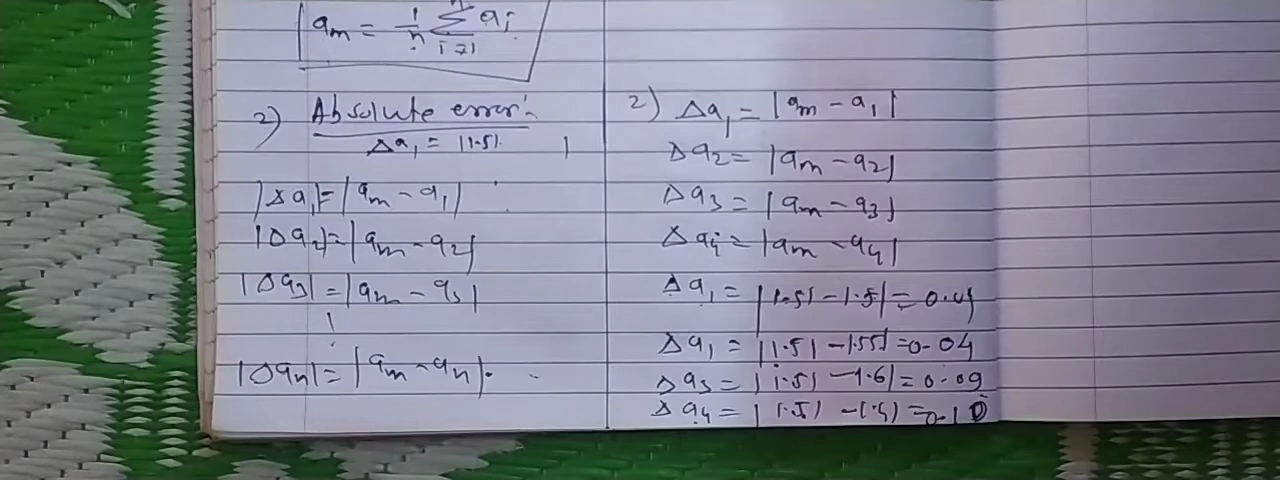 am = 1/n Σ i=1 n ai
2) Absolute error:
Δa1 = |1.51
|Δa1| = |am - a1|
|Δa2| = |am - a2|
|Δa3| = |am - a3|
|Δan| = |am - an|.
2) Δa1 = |am - a1|
Δa2 = |am - a2|
Δa3 = |am - a3|
Δa4 = |am - a4|
Δa1 = |1.51 - 1.5| =
Δa1 = |1.51 - 1.55| = 0.04
Δa3 = |1.51 - 1.6| = 0.09
Δa4 = |1.51 - 1.4| = 0.10